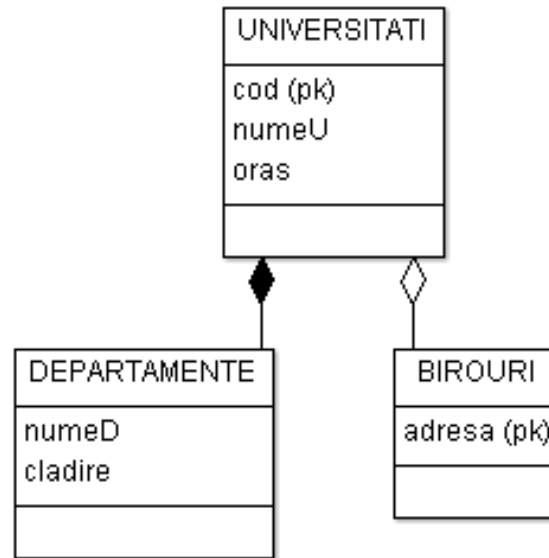 UNIVERSITATI
cod (pk)
numeU
oras
DEPARTAMENTE
numeD
cladire
BIROURI
adresa (pk)